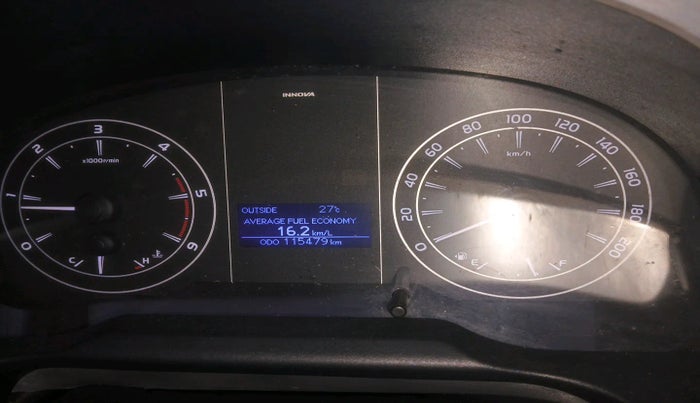 INNOVA
1 2 3 4 5 6
x1000r/min
C H
OUTSIDE 27°c
AVERAGE FUEL ECONOMY
16.2 km/L
ODO 115479 km
0 20 40 60 80 100 120 140 160 180 200
km/h
E F